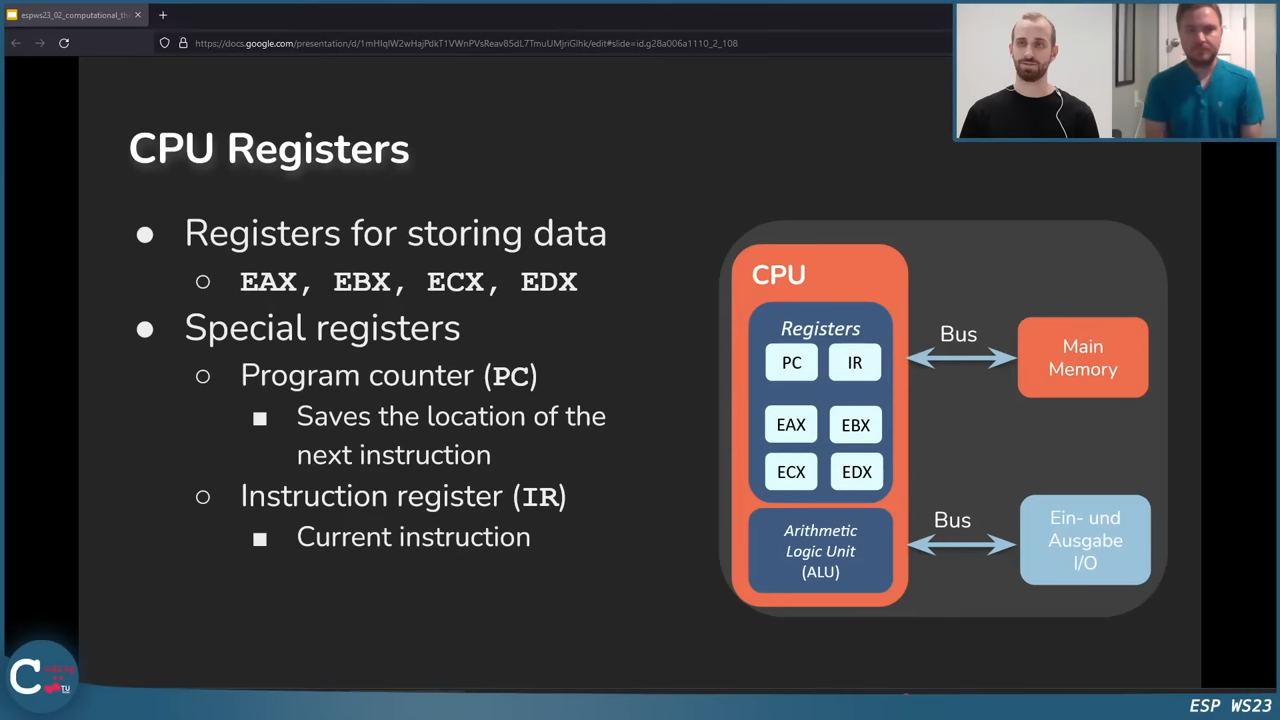 espws23_02_computational_th
https://docs.google.com/presentation/d/1mHlqlW2wHajPdkT1VWnPVsReav85dL7TmuUMjriGlhk/edit#slide=id.g28a006a1110_2_108
CPU Registers
● Registers for storing data
○ EAX, EBX, ECX, EDX
● Special registers
○ Program counter (PC)
■ Saves the location of the
next instruction
○ Instruction register (IR)
■ Current instruction
CPU
Registers
PC IR
EAX EBX
ECX EDX
Arithmetic
Logic Unit
(ALU)
Bus
Main
Memory
Bus
Ein- und
Ausgabe
I/O
C
TU
ESP WS23